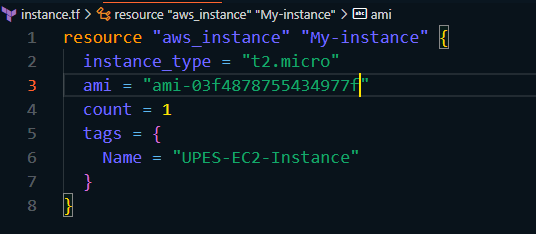 instance.tf > resource "aws_instance" "My-instance" > ami
1 resource "aws_instance" "My-instance" {
2 instance_type = "t2.micro"
3 ami = "ami-03f4878755434977f"
4 count = 1
5 tags = {
6 Name = "UPES-EC2-Instance"
7 }
8 }